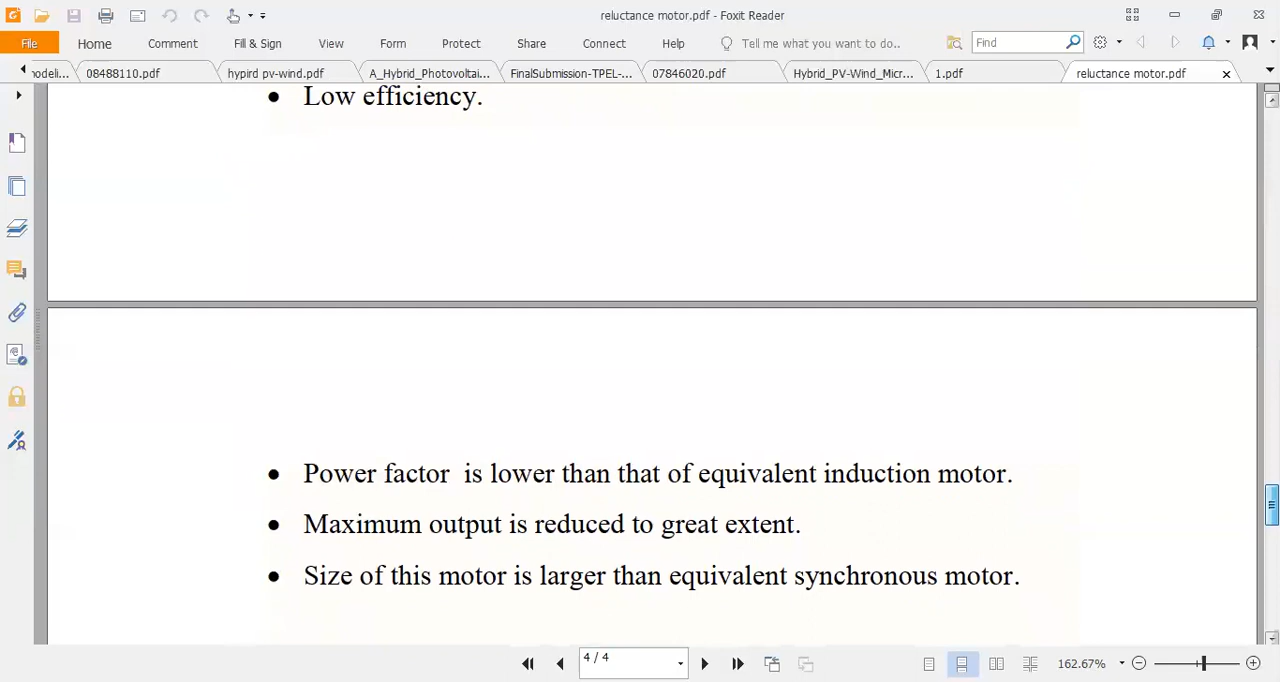 reluctance motor.pdf - Foxit Reader
File Home Comment Fill & Sign View Form Protect Share Connect Help Tell me what you want to do.. Find
nodeli... 08488110.pdf hypird pv-wind.pdf A_Hybrid_Photovoltai... FinalSubmission-TPEL-... 07846020.pdf Hybrid_PV-Wind_Micr... 1.pdf reluctance motor.pdf
• Low efficiency.
• Power factor is lower than that of equivalent induction motor.
• Maximum output is reduced to great extent.
• Size of this motor is larger than equivalent synchronous motor.
4 / 4 162.67%